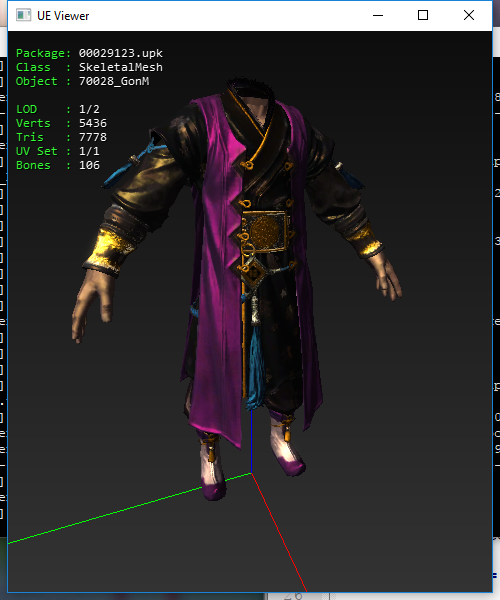 UE Viewer
Package: 00029123.upk
Class : SkeletalMesh
Object : 70028_GonM
LOD : 1/2
Verts : 5436
Tris : 7778
UV Set : 1/1
Bones : 106